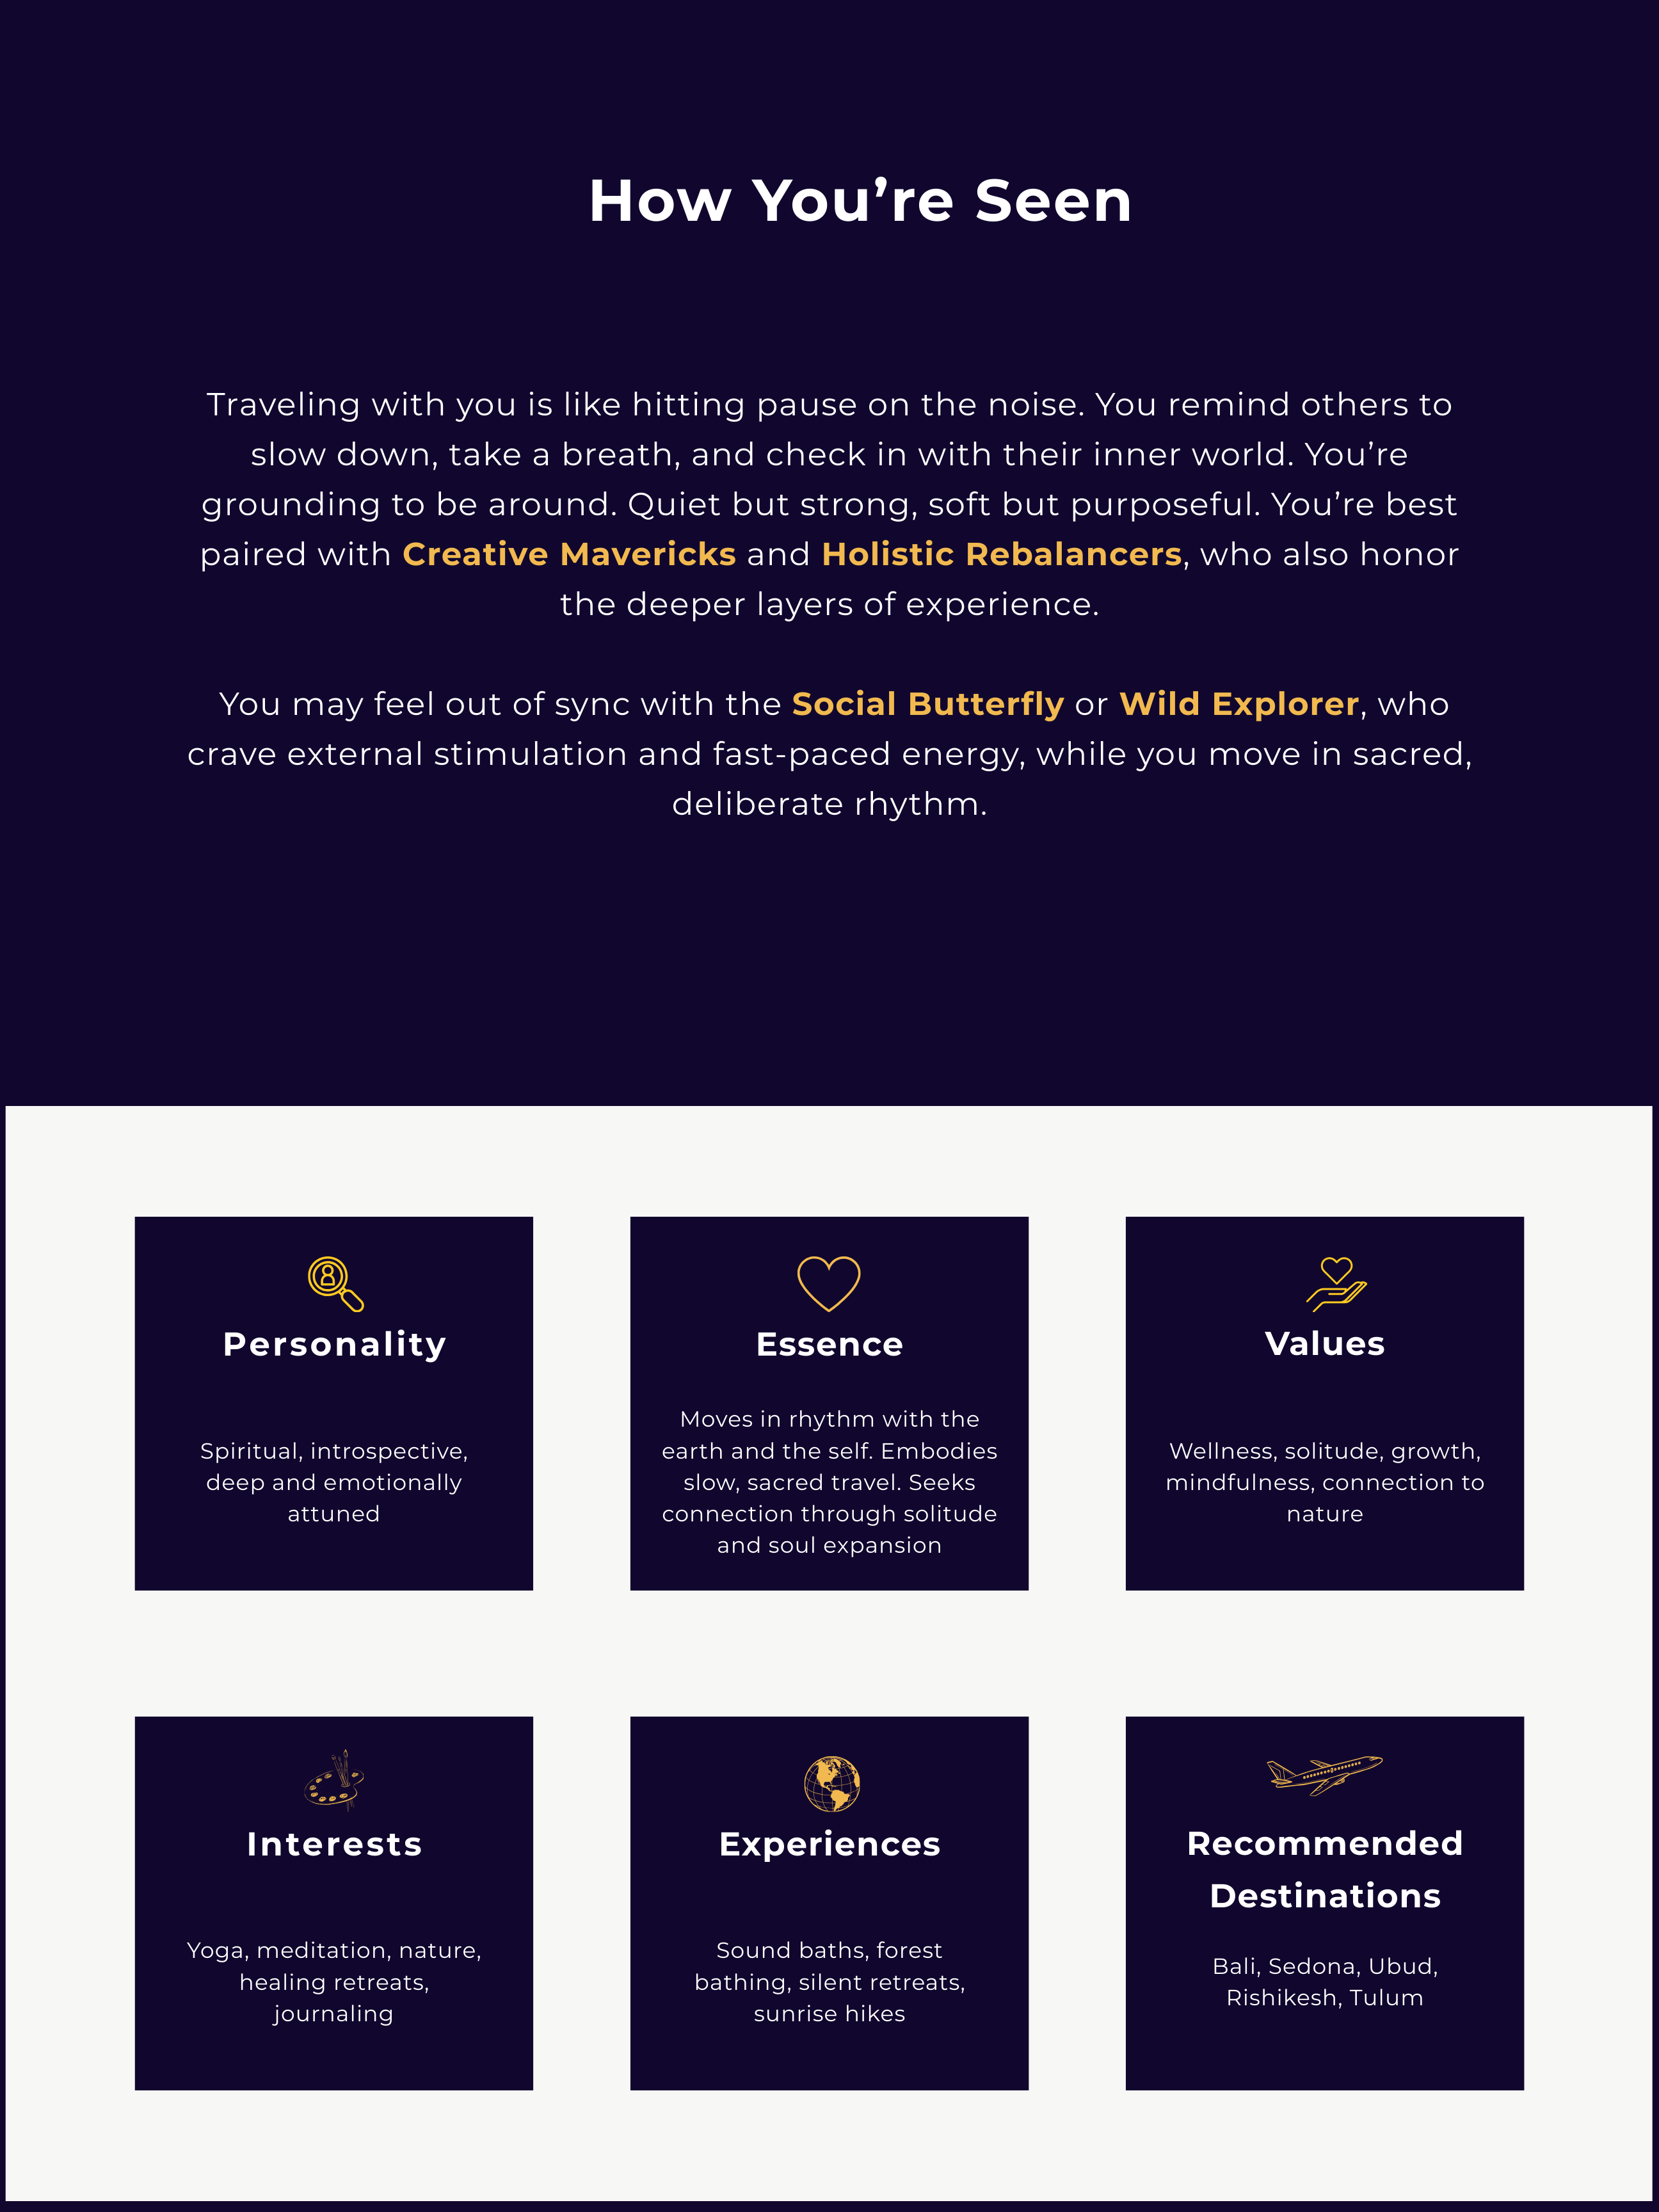 How You’re Seen
Traveling with you is like hitting pause on the noise. You remind others to
slow down, take a breath, and check in with their inner world. You’re
grounding to be around. Quiet but strong, soft but purposeful. You’re best
paired with Creative Mavericks and Holistic Rebalancers, who also honor
the deeper layers of experience.
You may feel out of sync with the Social Butterfly or Wild Explorer, who
crave external stimulation and fast-paced energy, while you move in sacred,
deliberate rhythm.
Personality
Spiritual, introspective,
deep and emotionally
attuned
Essence
Moves in rhythm with the
earth and the self. Embodies
slow, sacred travel. Seeks
connection through solitude
and soul expansion
Values
Wellness, solitude, growth,
mindfulness, connection to
nature
Interests
Yoga, meditation, nature,
healing retreats,
journaling
Experiences
Sound baths, forest
bathing, silent retreats,
sunrise hikes
Recommended
Destinations
Bali, Sedona, Ubud,
Rishikesh, Tulum